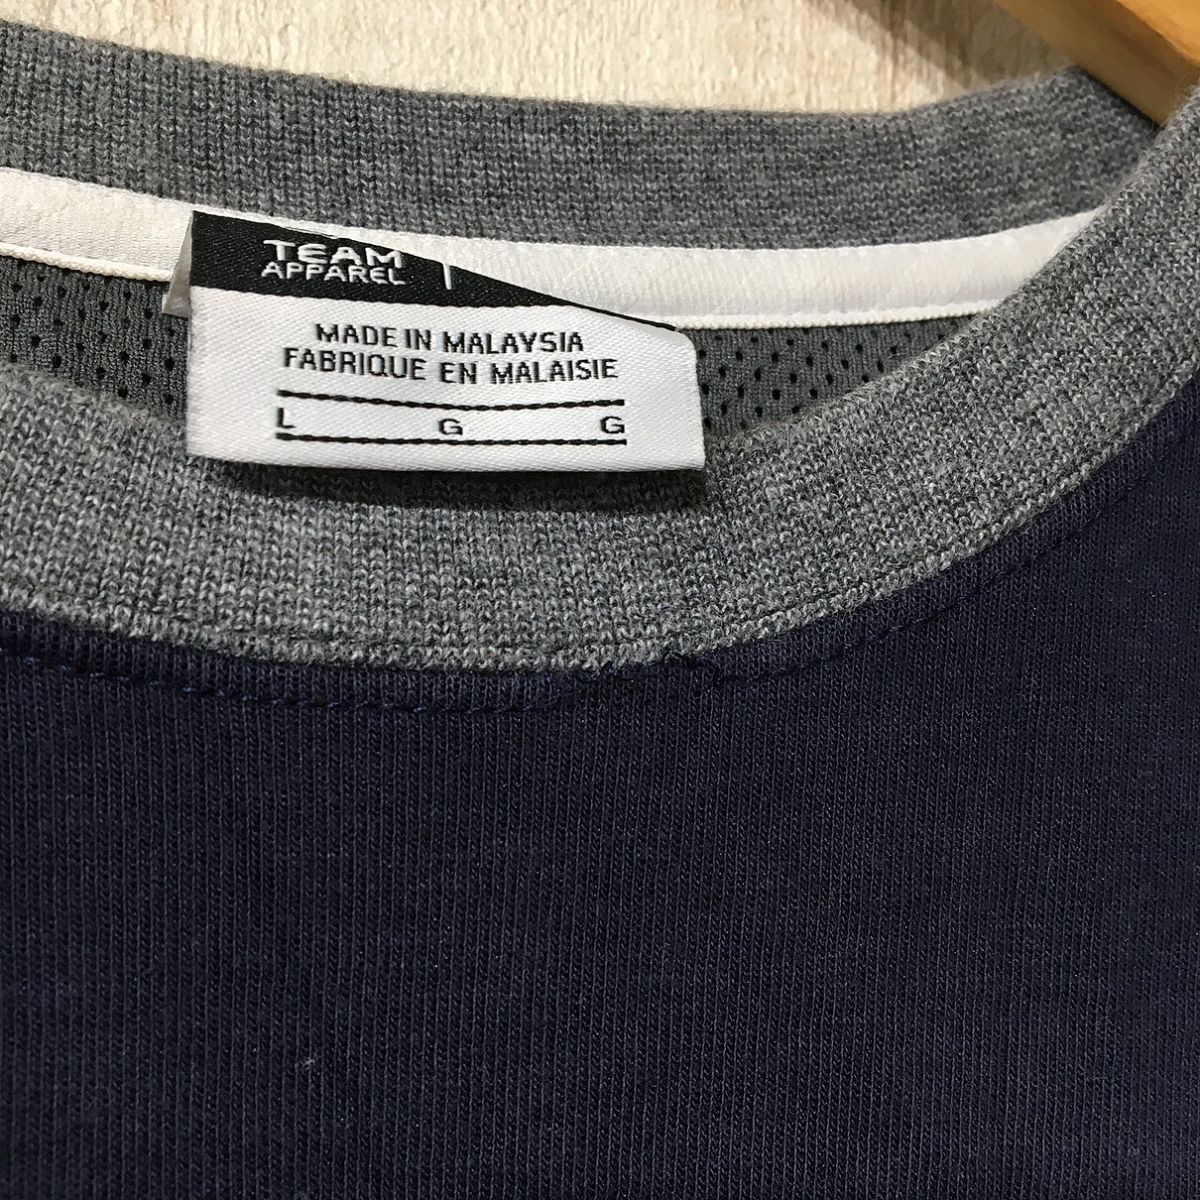 TEAM
APPAREL
MADE IN MALAYSIA
FABRIQUE EN MALAISIE
L G G